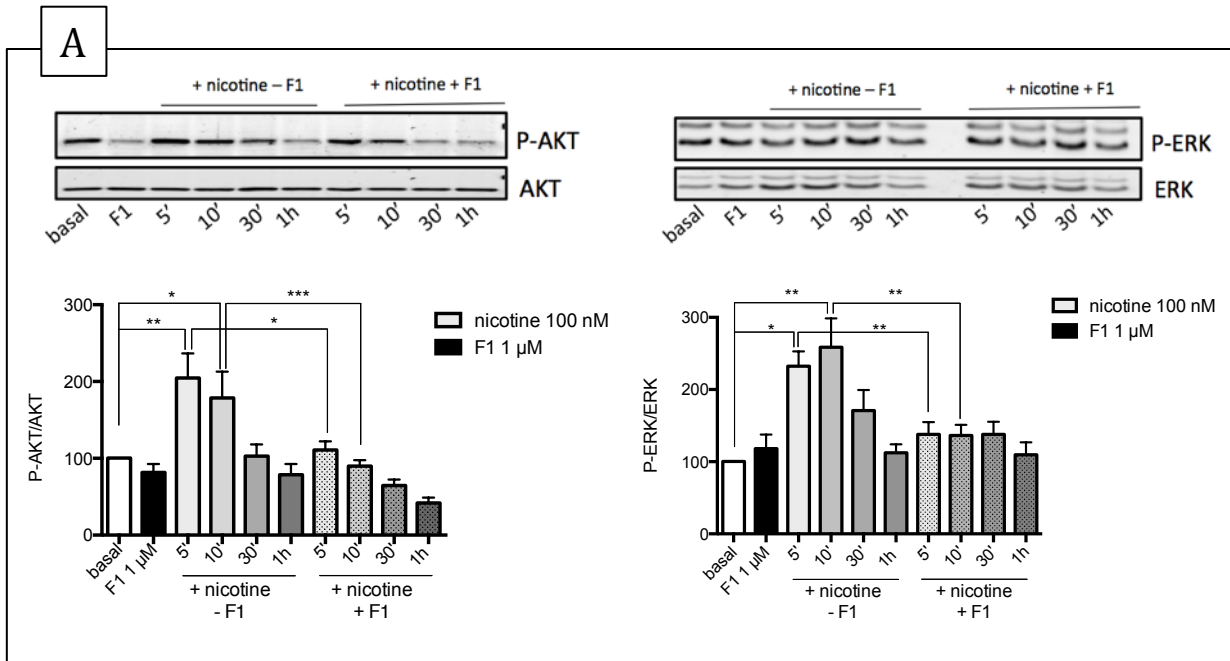 A
+ nicotine – F1
+ nicotine + F1
P-AKT
AKT
basal F1 5' 10' 30' 1h 5' 10' 30' 1h
+ nicotine – F1
+ nicotine + F1
P-ERK
ERK
basal F1 5' 10' 30' 1h 5' 10' 30' 1h
P-AKT/AKT
300
200
100
0
*
***
**
*
nicotine 100 nM
F1 1 µM
basal F1 1 µM 5' 10' 30' 1h 5' 10' 30' 1h
+ nicotine
- F1
+ nicotine
+ F1
P-ERK/ERK
300
200
100
0
**
**
*
**
nicotine 100 nM
F1 1 µM
basal F1 1 µM 5' 10' 30' 1h 5' 10' 30' 1h
+ nicotine
- F1
+ nicotine
+ F1